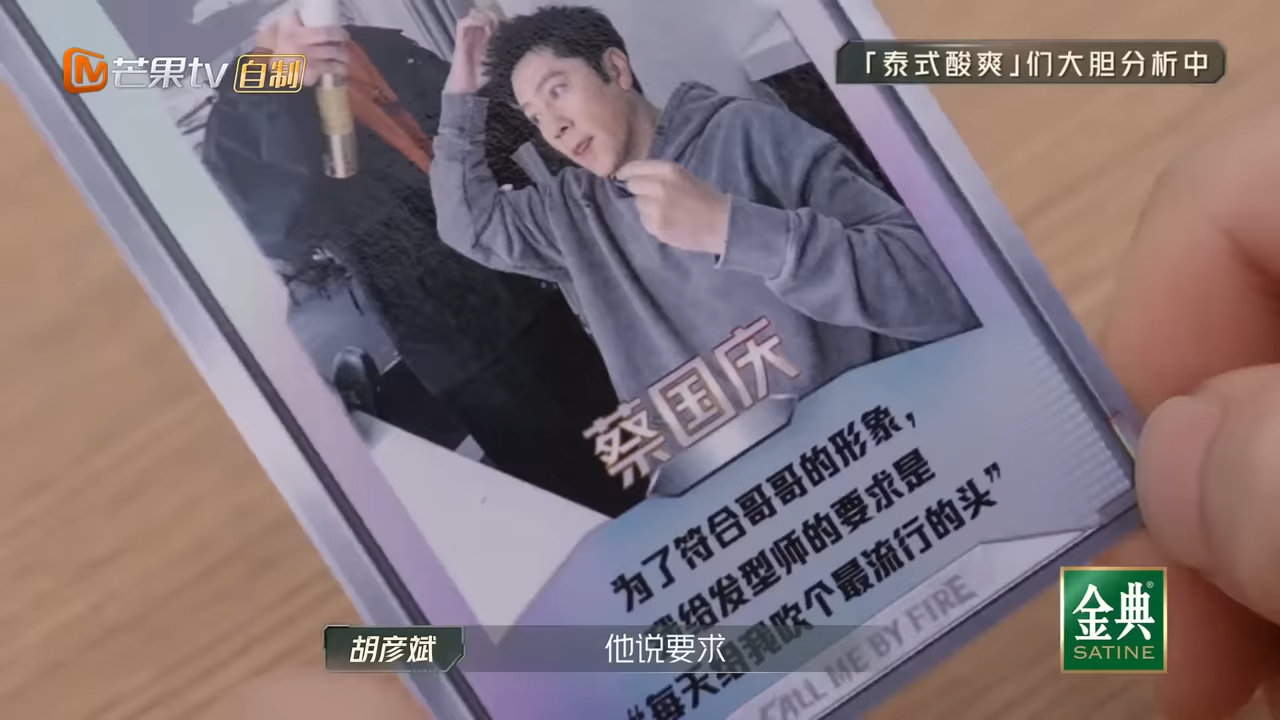 芒果tv 自制
「泰式酸爽」们大胆分析中
蔡国庆
为了符合哥哥的形象,
给发型师的要求是
“每天给我吹个最流行的头”
CALL ME BY FIRE
胡彦斌
他说要求
金典®
SATINE